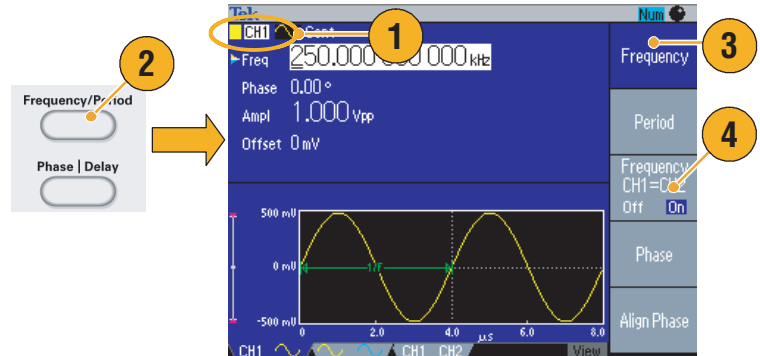 Tek
Num
CH1
Cont
1
Freq 250.000 000 000 kHz
Phase 0.00 °
Ampl 1.000 Vpp
Offset 0 mV
2
Frequency/Period
Phase | Delay
3
Frequency
Period
4
Frequency
CH1=CH2
Off On
Phase
Align Phase
500 mV
0 mV
-500 mV
1/F
0 2.0 4.0 μs 6.0 8.0
CH1 CH1 CH2 View